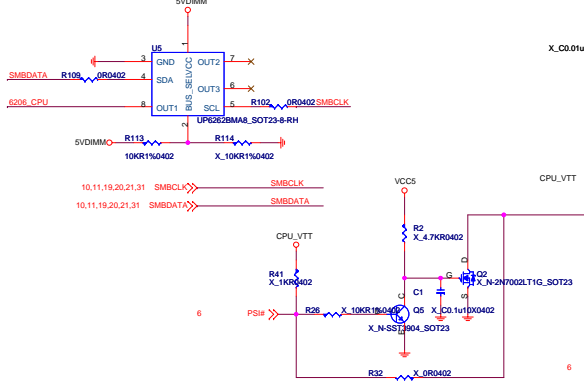 5VDIMM
X_C0.01u
U5
1
3
GND
VCC
OUT2
7
SMBDATA
R109
0R0402
4
SDA
BUS_SEL
OUT3
6
6206_CPU
8
OUT1
SCL
5
R102
0R0402
SMBCLK
2
UP6262BMA8_SOT23-8-RH
5VDIMM
R113
R114
10KR1%0402
X_10KR1%0402
10,11,19,20,21,31
SMBCLK
SMBCLK
10,11,19,20,21,31
SMBDATA
SMBDATA
VCC5
CPU_VTT
CPU_VTT
R2
X_4.7KR0402
D
R41
X_1KR0402
G
Q2
X_N-2N7002LT1G_SOT23
S
C1
X_C0.1u10X0402
C
6
PSI#
R26
X_10KR1%0402
B
Q5
X_N-SST3904_SOT23
E
R32
X_0R0402
6